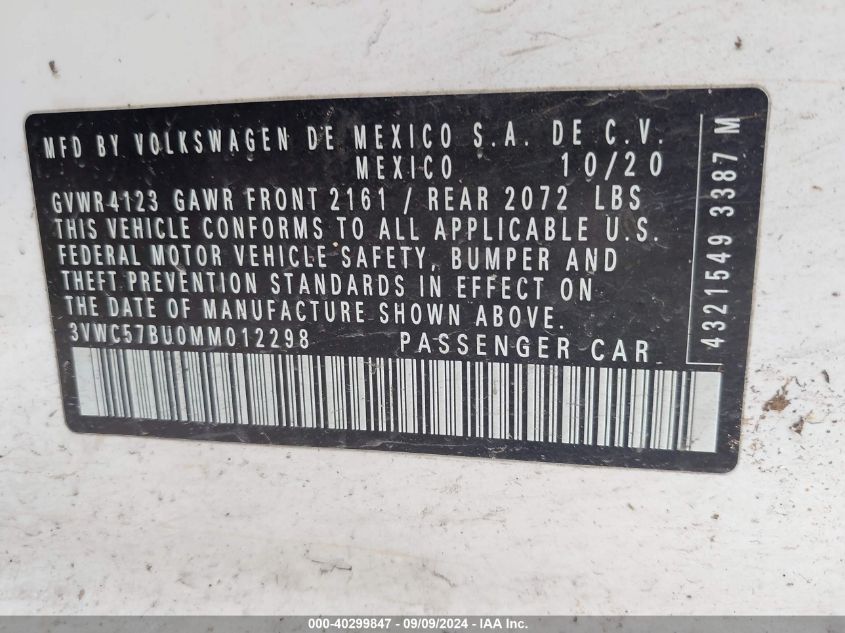 MFD BY VOLKSWAGEN DE MEXICO S.A. DE C.V.
MEXICO 10/20
GVWR 4123 GAWR FRONT 2161 / REAR 2072 LBS
THIS VEHICLE CONFORMS TO ALL APPLICABLE U.S.
FEDERAL MOTOR VEHICLE SAFETY, BUMPER AND
THEFT PREVENTION STANDARDS IN EFFECT ON
THE DATE OF MANUFACTURE SHOWN ABOVE.
3VWC57BU0MM012298 PASSENGER CAR
4321549 3387 M
000-40299847 - 09/09/2024 - IAA Inc.